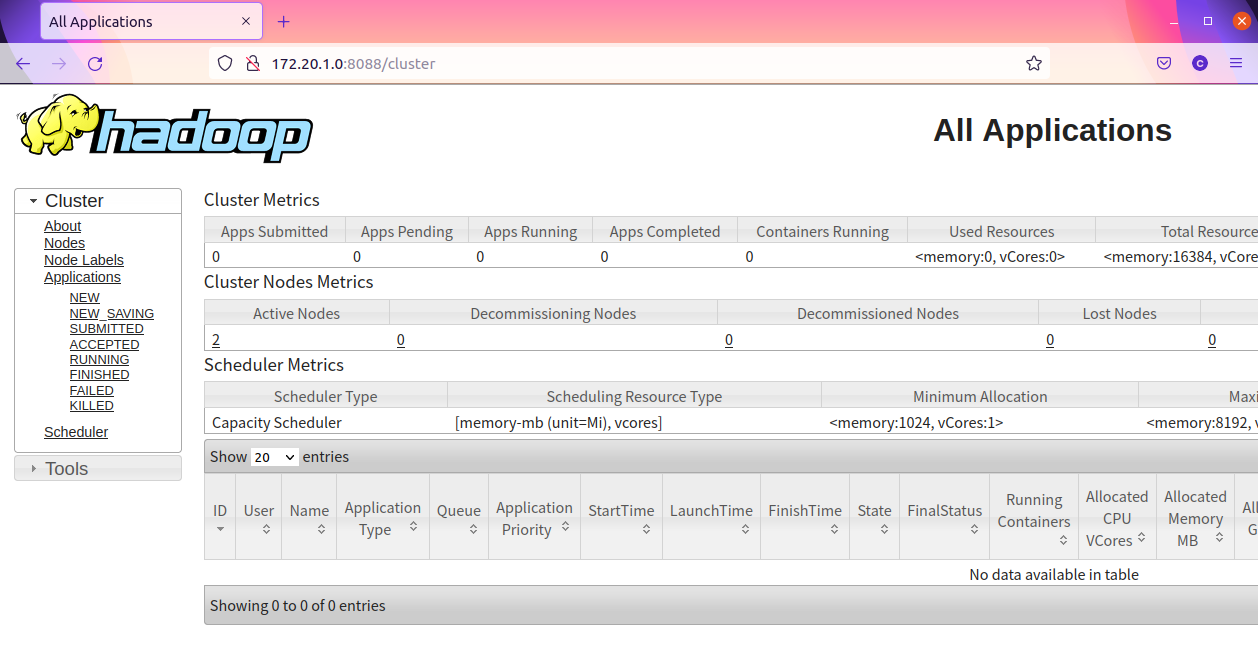 All Applications
172.20.1.0:8088/cluster
C
hadoop
All Applications
Cluster
About
Nodes
Node Labels
Applications
NEW
NEW_SAVING
SUBMITTED
ACCEPTED
RUNNING
FINISHED
FAILED
KILLED
Scheduler
Tools
Cluster Metrics
Apps Submitted Apps Pending Apps Running Apps Completed Containers Running Used Resources Total Resource
0 0 0 0 0 <memory:0, vCores:0> <memory:16384, vCore
Cluster Nodes Metrics
Active Nodes Decommissioning Nodes Decommissioned Nodes Lost Nodes
2 0 0 0 0
Scheduler Metrics
Scheduler Type Scheduling Resource Type Minimum Allocation Maxi
Capacity Scheduler [memory-mb (unit=Mi), vcores] <memory:1024, vCores:1> <memory:8192, v
Show 20 entries
ID User Name Application Type Queue Application Priority StartTime LaunchTime FinishTime State FinalStatus Running Containers Allocated CPU VCores Allocated Memory MB All G
No data available in table
Showing 0 to 0 of 0 entries